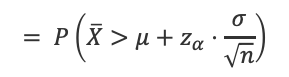 = P ( X̄ > μ + z_α · σ/√n )